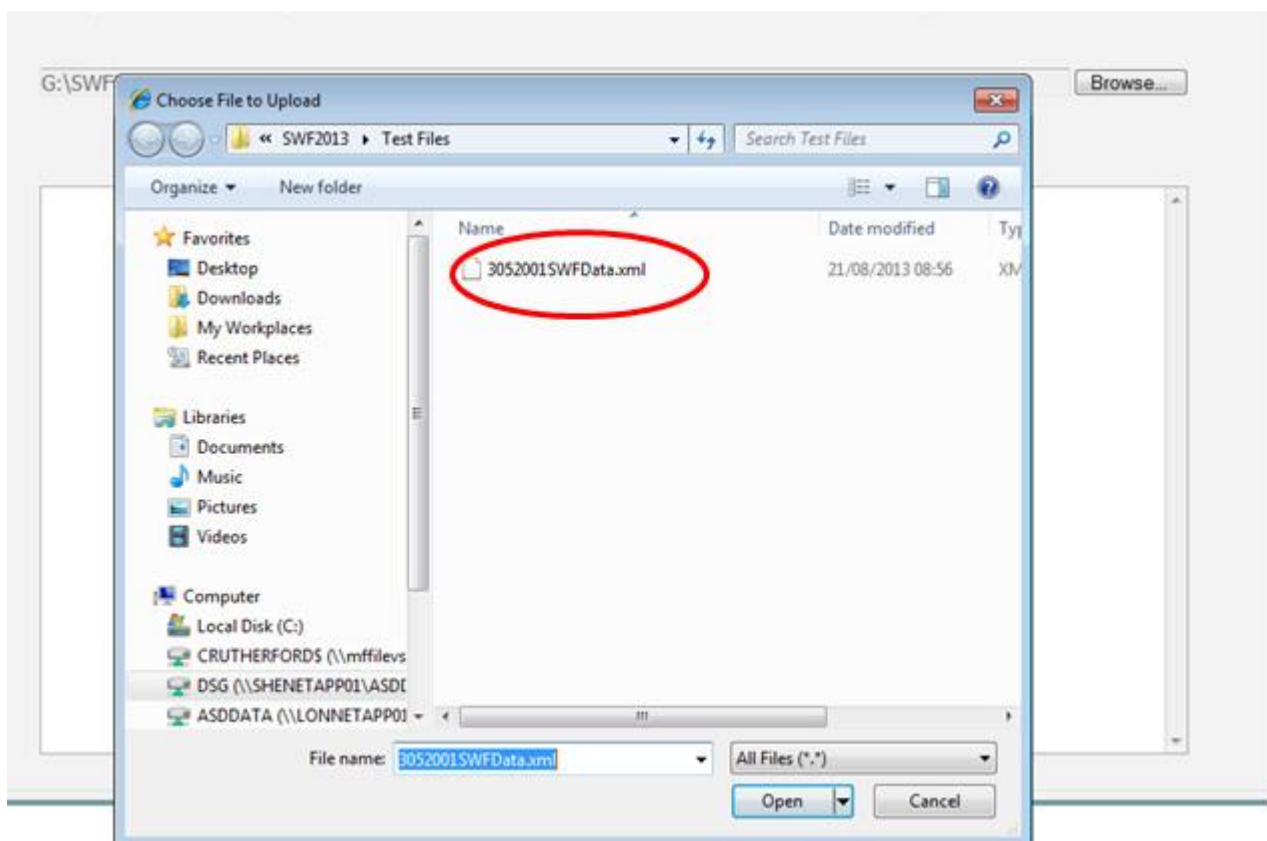 G:\SWF
Browse...
Choose File to Upload
« SWF2013 Test Files
Search Test Files
Organize
New folder
Favorites
Desktop
Downloads
My Workplaces
Recent Places
Libraries
Documents
Music
Pictures
Videos
Computer
Local Disk (C:)
CRUTHERFORD$ (\\mffilevs
DSG (\\SHENETAPP01\ASDD
ASDDATA (\\LONNETAPP01
Name Date modified Typ
3052001SWFData.xml 21/08/2013 08:56 XM
File name: 3052001SWFData.xml
All Files (*.*)
Open
Cancel